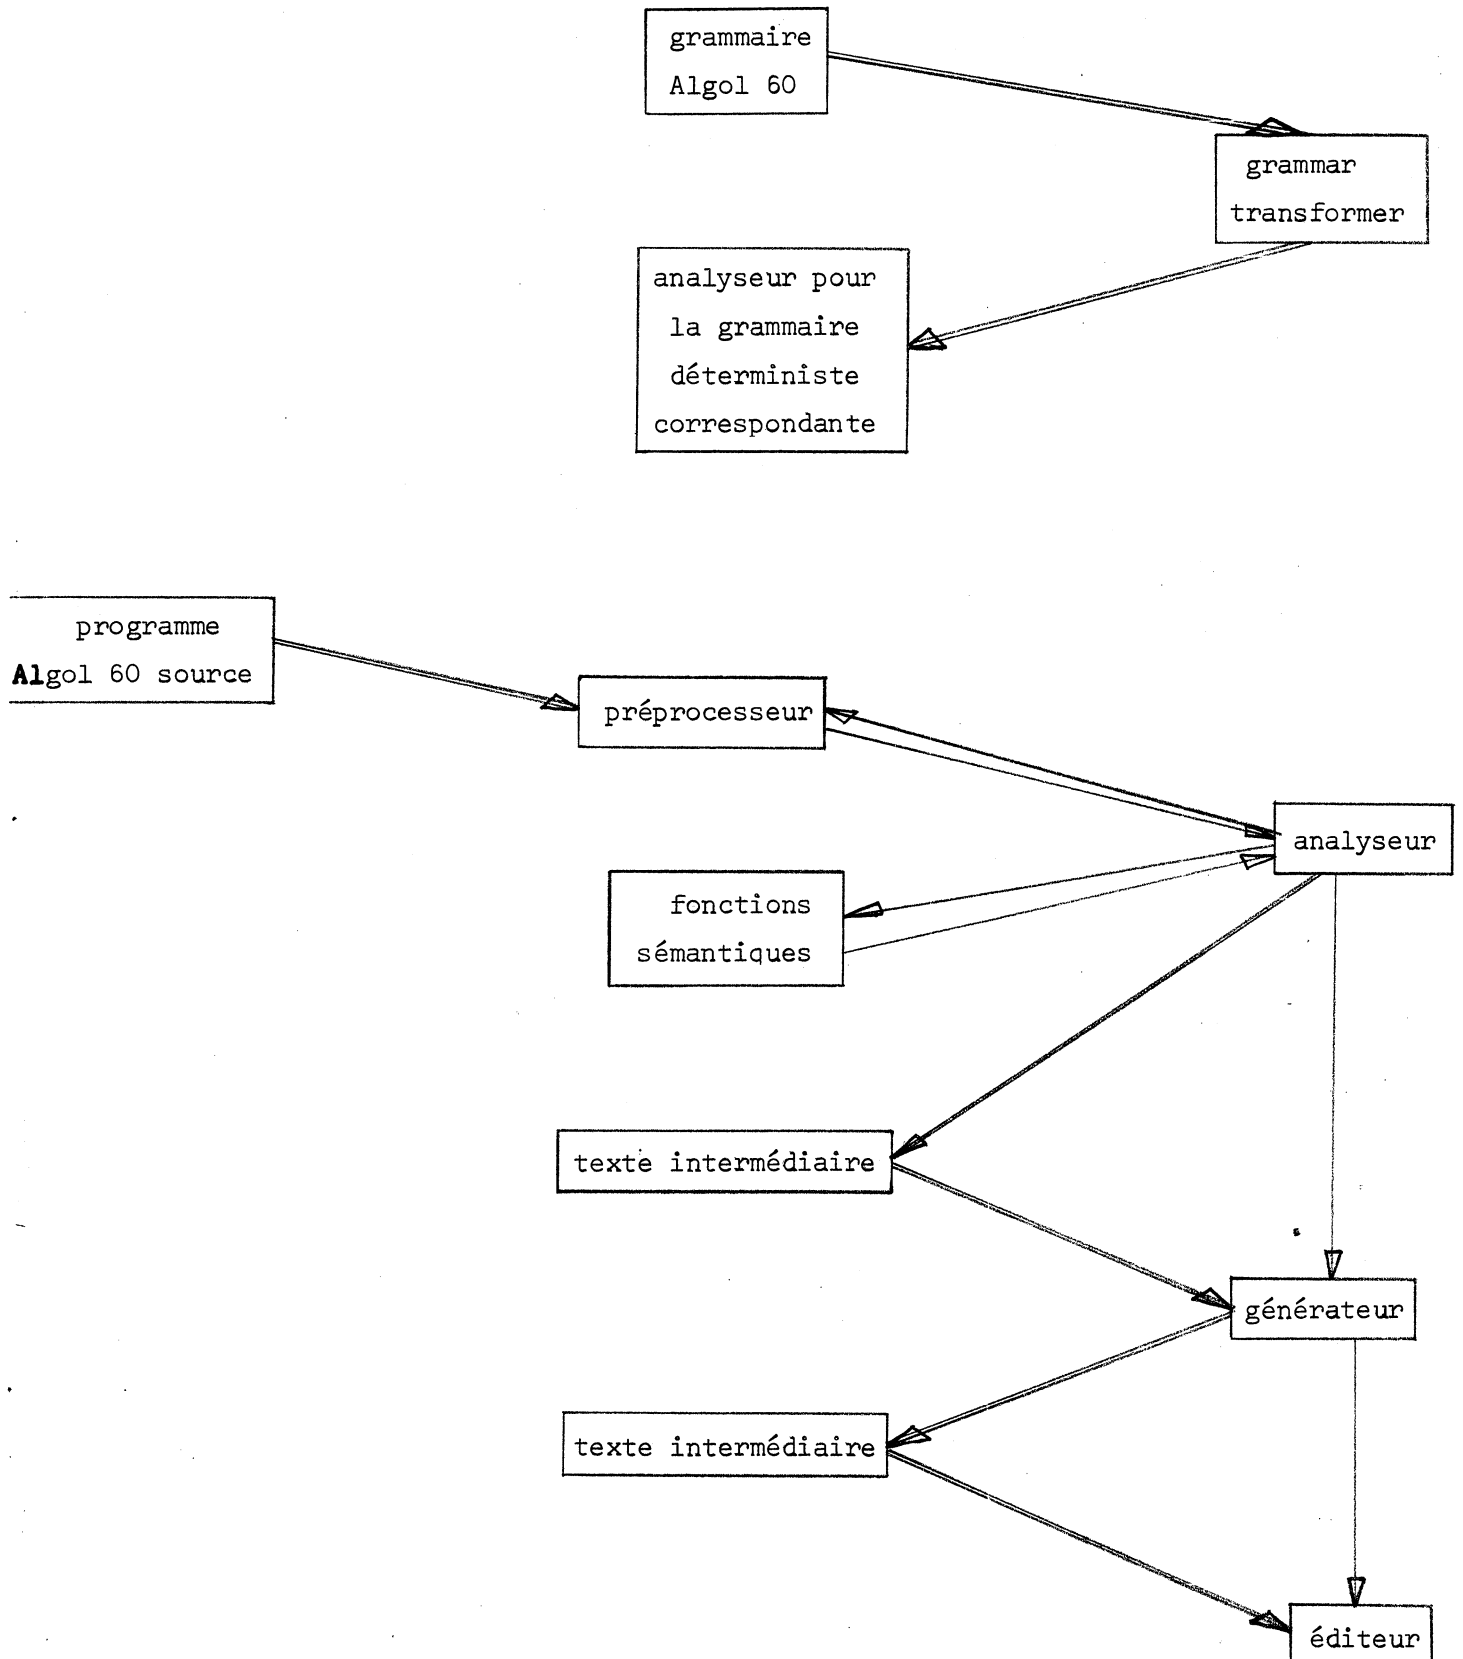 grammaire
Algol 60
grammar
transformer
analyseur pour
la grammaire
déterministe
correspondante
programme
Algol 60 source
préprocesseur
analyseur
fonctions
sémantiques
texte intermédiaire
générateur
texte intermédiaire
éditeur